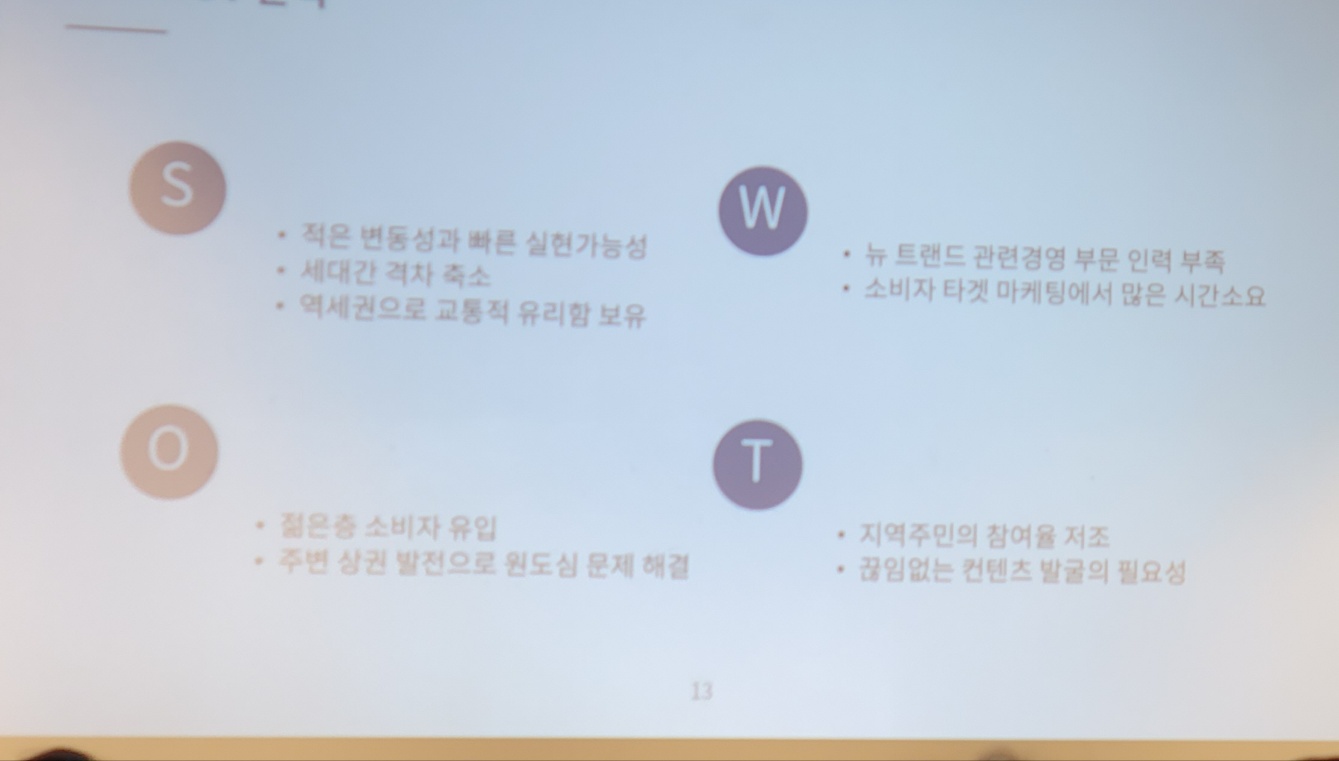 S
적은 변동성과 빠른 실현가능성
세대간 격차 축소
역세권으로 교통적 유리함 보유
W
뉴 트랜드 관련경영 부문 인력 부족
소비자 타겟 마케팅에서 많은 시간소요
O
젊은층 소비자 유입
주변 상권 발전으로 원도심 문제 해결
T
지역주민의 참여율 저조
끊임없는 컨텐츠 발굴의 필요성
13